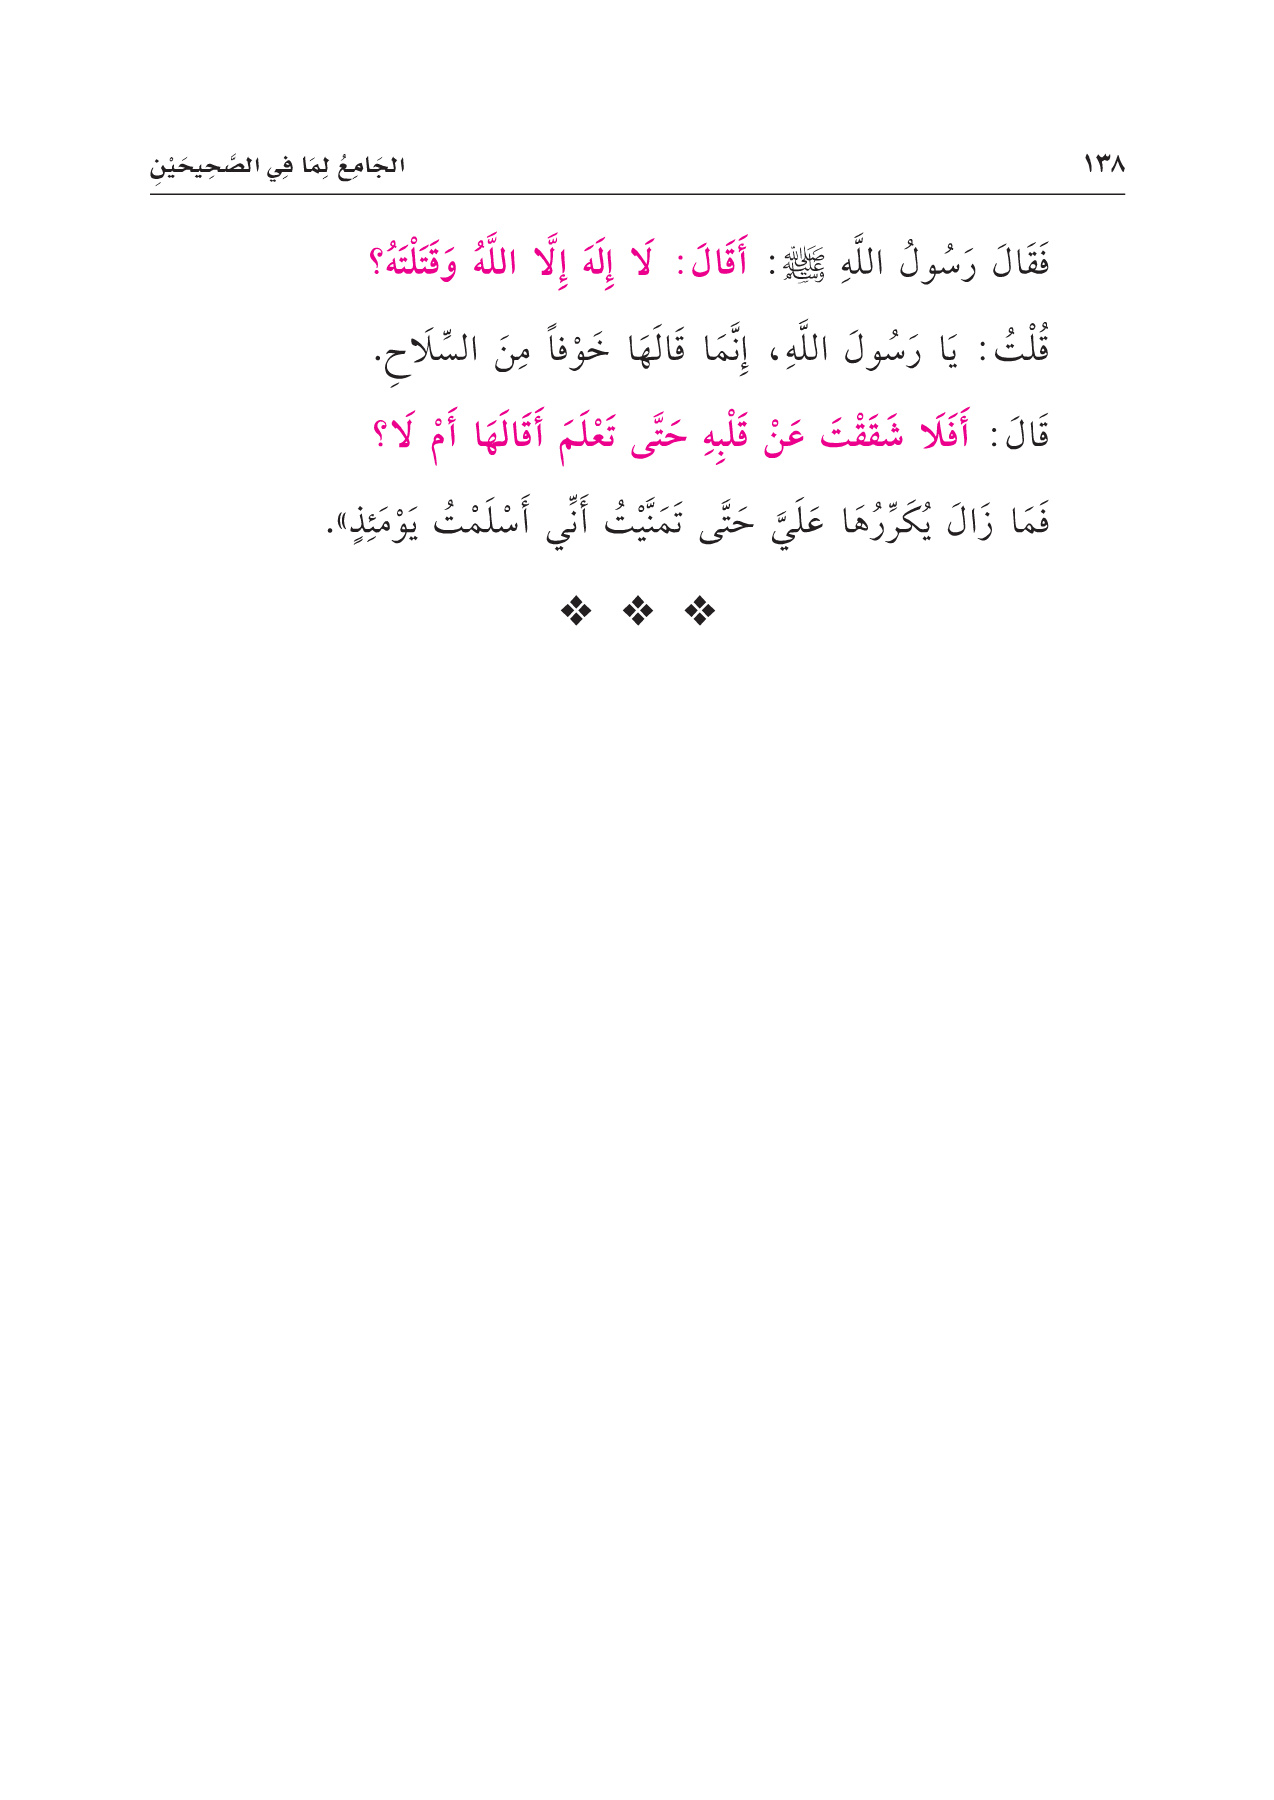 ١٣٨
الجَامِعُ لِمَا فِي الصَّحِيحَيْنِ
فَقَالَ رَسُولُ اللَّهِ ﷺ: أَقَالَ: لَا إِلَهَ إِلَّا اللَّهُ وَقَتَلْتَهُ؟
قُلْتُ: يَا رَسُولَ اللَّهِ، إِنَّمَا قَالَهَا خَوْفاً مِنَ السِّلَاحِ.
قَالَ: أَفَلَا شَقَقْتَ عَنْ قَلْبِهِ حَتَّى تَعْلَمَ أَقَالَهَا أَمْ لَا؟
فَمَا زَالَ يُكَرِّرُهَا عَلَيَّ حَتَّى تَمَنَّيْتُ أَنِّي أَسْلَمْتُ يَوْمَئِذٍ».